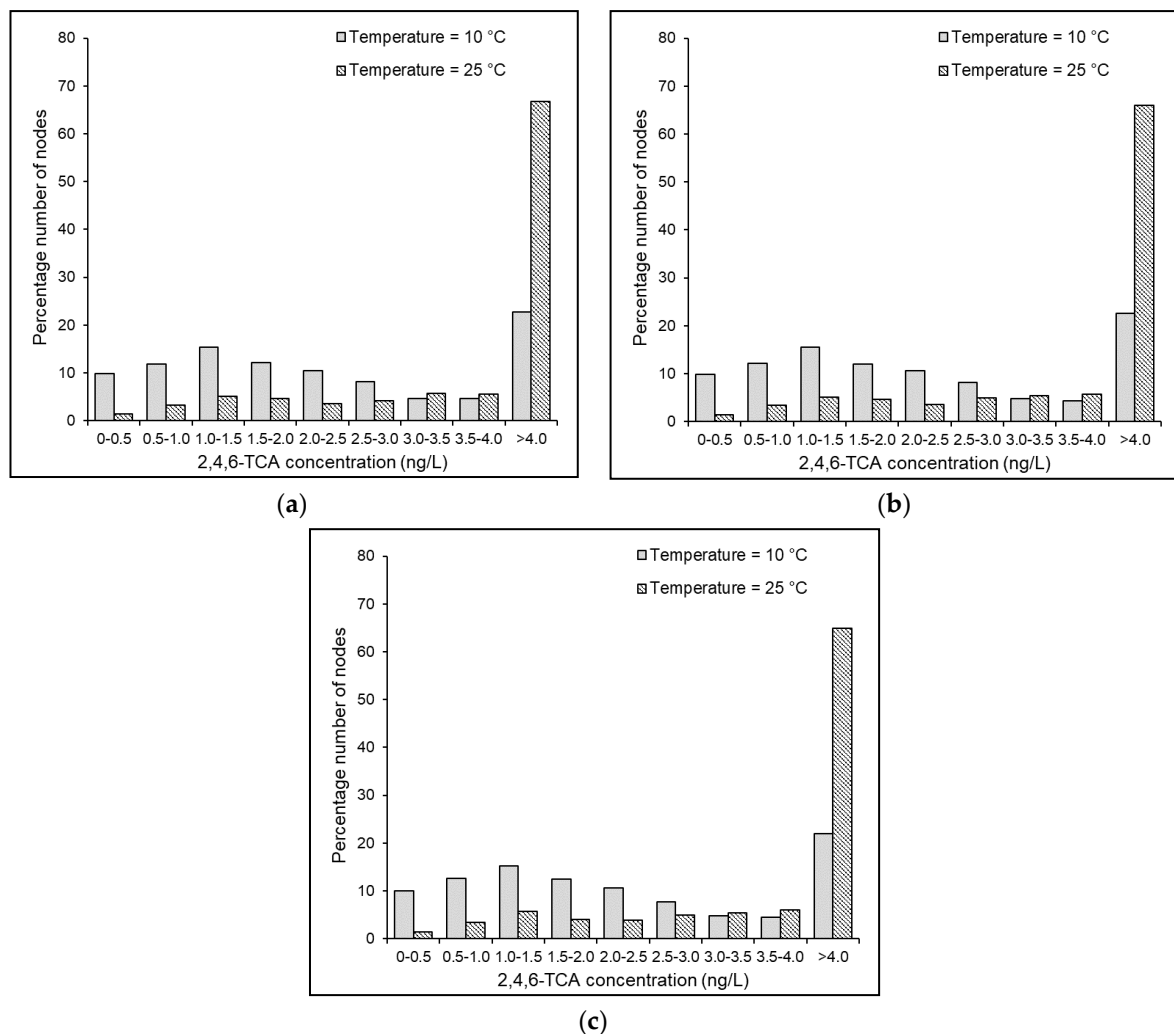 Temperature = 10 °C
Temperature = 25 °C
Percentage number of nodes
80
70
60
50
40
30
20
10
0
0-0.5 0.5-1.0 1.0-1.5 1.5-2.0 2.0-2.5 2.5-3.0 3.0-3.5 3.5-4.0 >4.0
2,4,6-TCA concentration (ng/L)
(a)
Temperature = 10 °C
Temperature = 25 °C
Percentage number of nodes
80
70
60
50
40
30
20
10
0
0-0.5 0.5-1.0 1.0-1.5 1.5-2.0 2.0-2.5 2.5-3.0 3.0-3.5 3.5-4.0 >4.0
2,4,6-TCA concentration (ng/L)
(b)
Temperature = 10 °C
Temperature = 25 °C
Percentage number of nodes
80
70
60
50
40
30
20
10
0
0-0.5 0.5-1.0 1.0-1.5 1.5-2.0 2.0-2.5 2.5-3.0 3.0-3.5 3.5-4.0 >4.0
2,4,6-TCA concentration (ng/L)
(c)